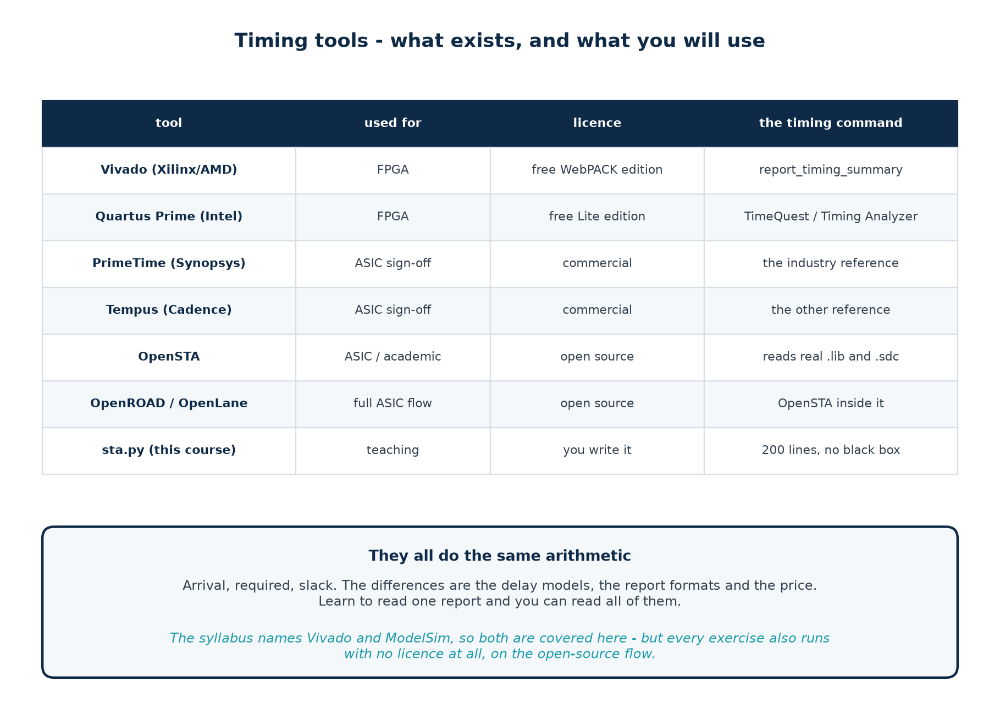 Timing tools - what exists, and what you will use
tool used for licence the timing command
Vivado (Xilinx/AMD) FPGA free WebPACK edition report_timing_summary
Quartus Prime (Intel) FPGA free Lite edition TimeQuest / Timing Analyzer
PrimeTime (Synopsys) ASIC sign-off commercial the industry reference
Tempus (Cadence) ASIC sign-off commercial the other reference
OpenSTA ASIC / academic open source reads real .lib and .sdc
OpenROAD / OpenLane full ASIC flow open source OpenSTA inside it
sta.py (this course) teaching you write it 200 lines, no black box
They all do the same arithmetic
Arrival, required, slack. The differences are the delay models, the report formats and the price.
Learn to read one report and you can read all of them.
The syllabus names Vivado and ModelSim, so both are covered here - but every exercise also runs
with no licence at all, on the open-source flow.